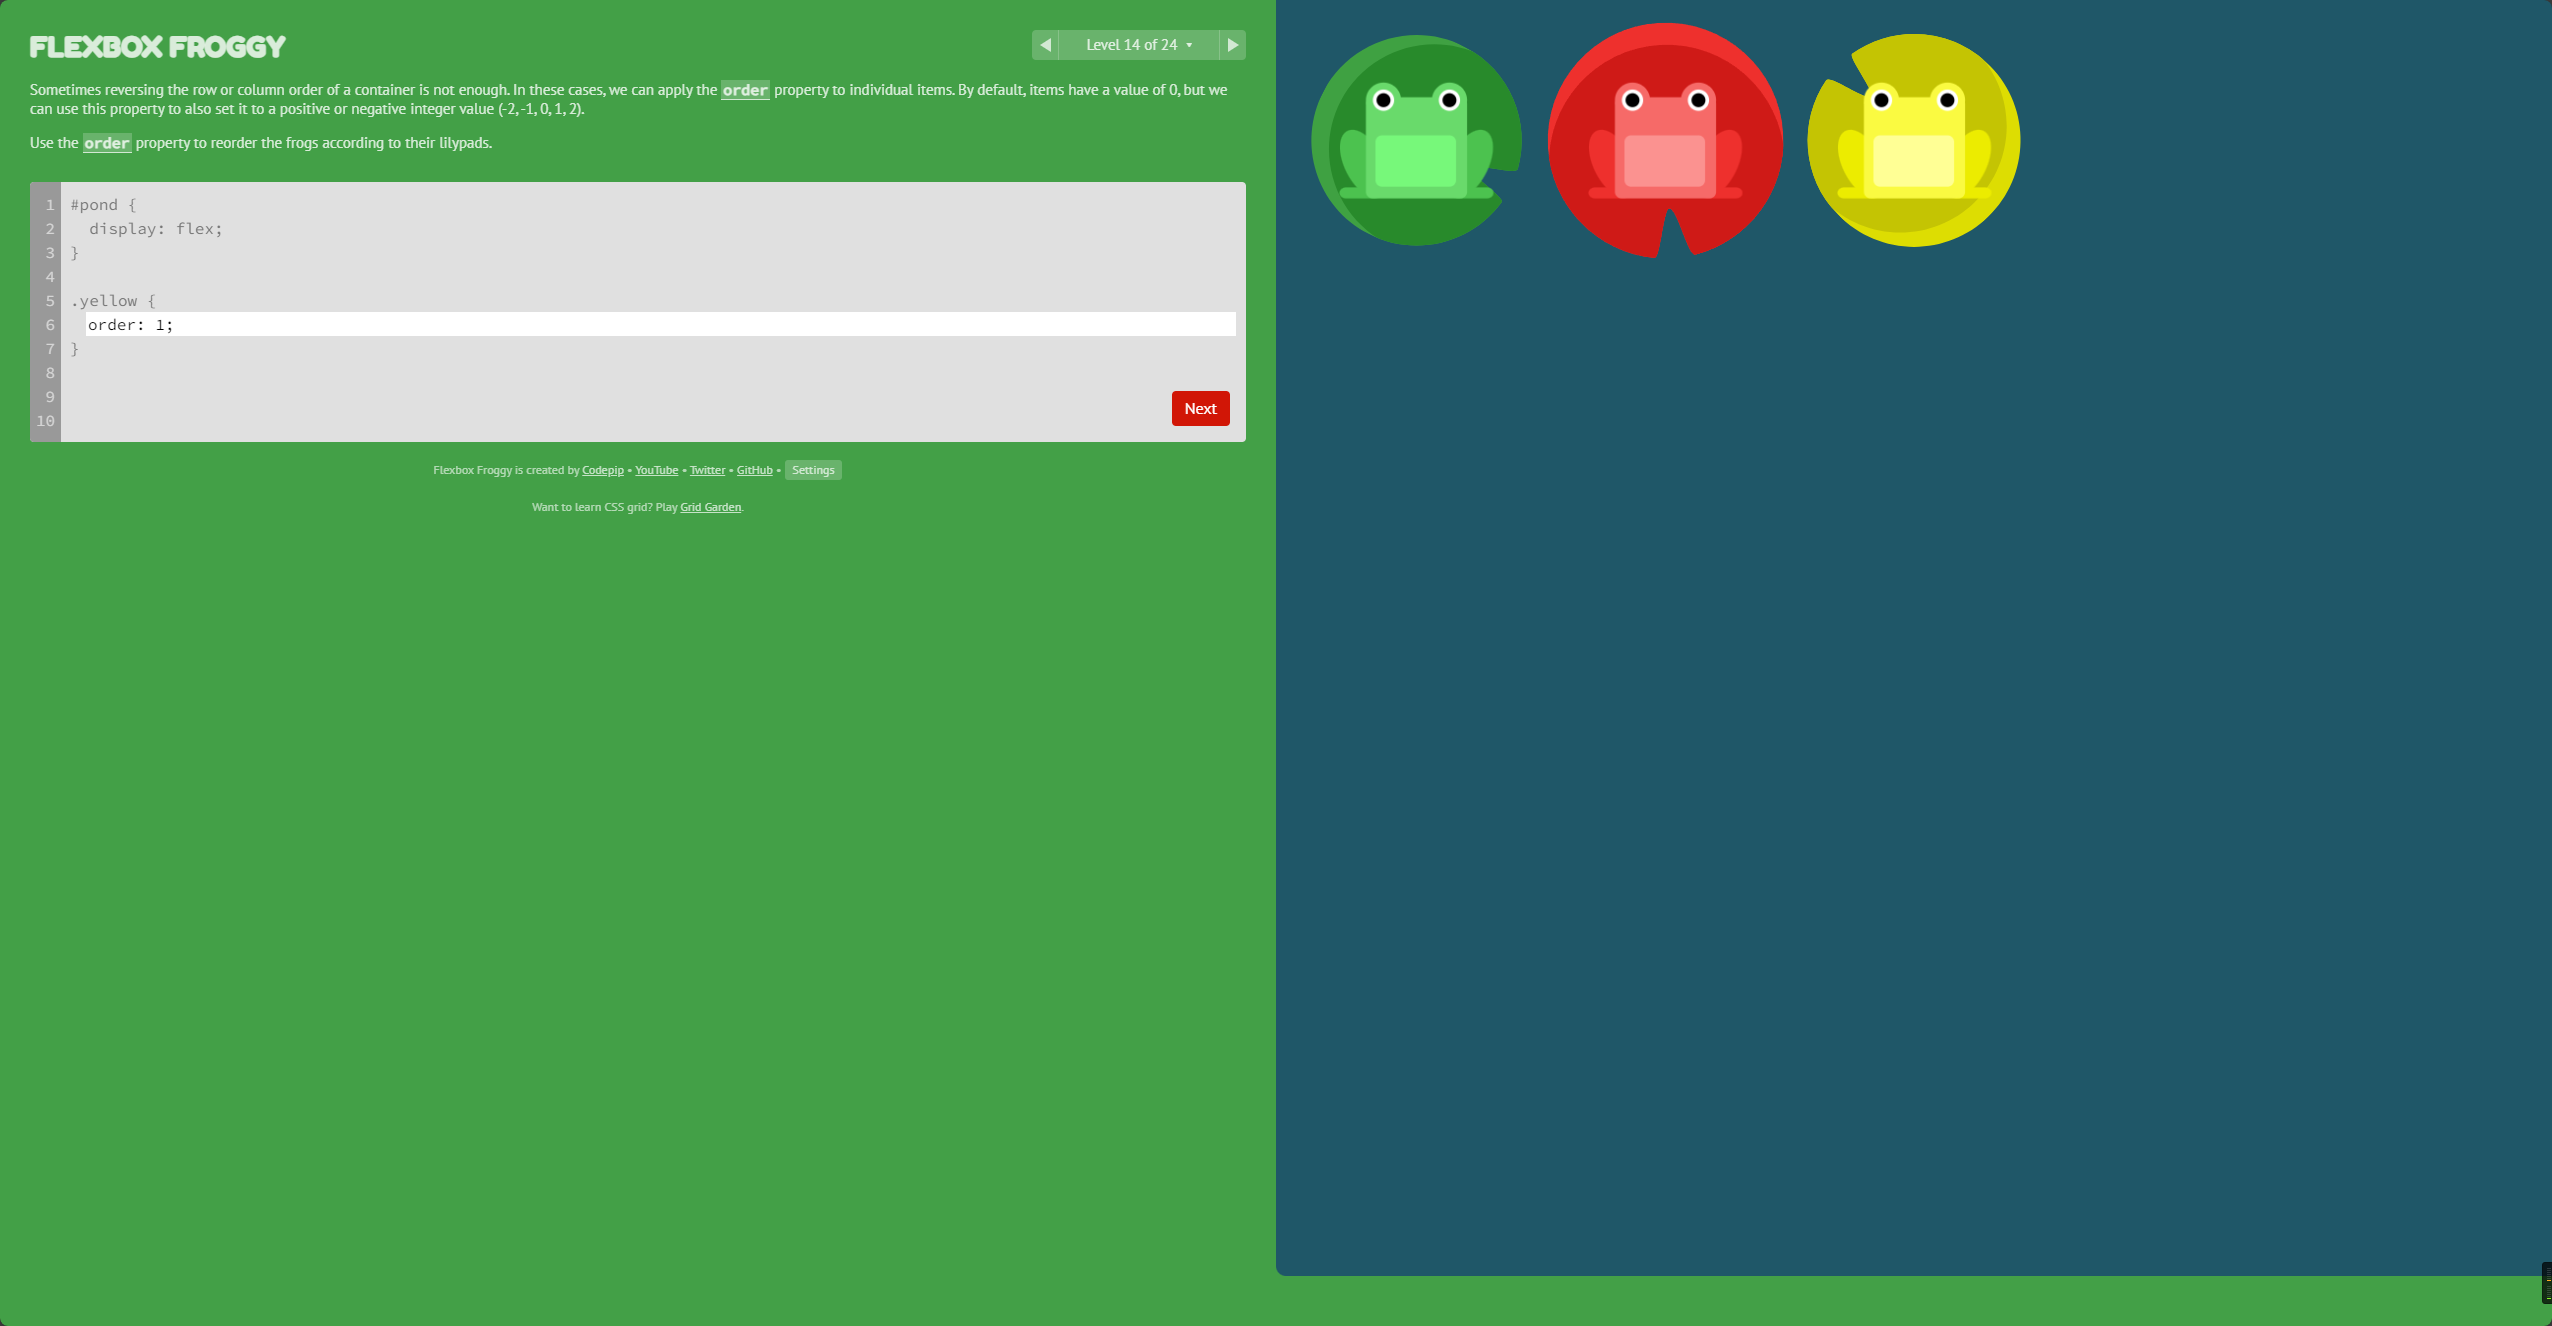 FLEXBOX FROGGY
Level 14 of 24
Sometimes reversing the row or column order of a container is not enough. In these cases, we can apply the order property to individual items. By default, items have a value of 0, but we
can use this property to also set it to a positive or negative integer value (-2, -1, 0, 1, 2).
Use the order property to reorder the frogs according to their lilypads.
1 #pond {
2 display: flex;
3 }
4
5 .yellow {
6 order: 1;
7 }
8
9
10
Next
Flexbox Froggy is created by Codepip • YouTube • Twitter • GitHub • Settings
Want to learn CSS grid? Play Grid Garden.